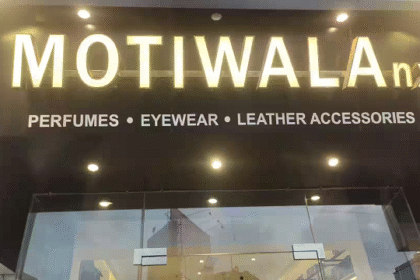 MOTIWALA
PERFUMES • EYEWEAR • LEATHER ACCESSORIES